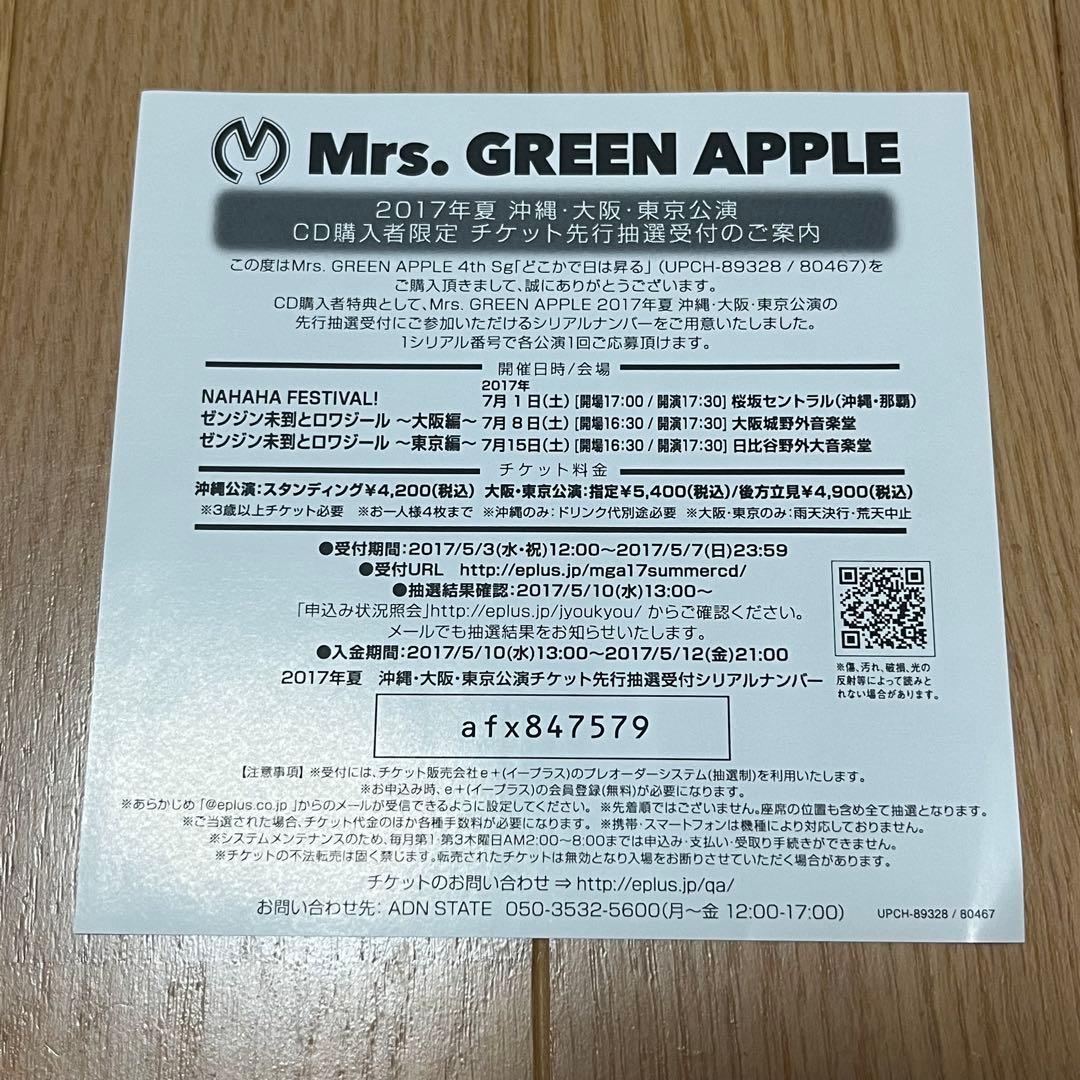 Mrs. GREEN APPLE
2017年夏 沖縄・大阪・東京公演
CD購入者限定 チケット先行抽選受付のご案内
この度はMrs. GREEN APPLE 4th Sg「どこかで日は昇る」(UPCH-89328 / 80467)を
ご購入頂きまして、誠にありがとうございます。
CD購入者特典として、Mrs. GREEN APPLE 2017年夏 沖縄・大阪・東京公演の
先行抽選受付にご参加いただけるシリアルナンバーをご用意いたしました。
1シリアル番号で各公演1回ご応募頂けます。
開催日時/会場
2017年
NAHAHA FESTIVAL! 7月1日(土) [開場17:00 / 開演17:30] 桜坂セントラル(沖縄・那覇)
ゼンジン未到とロワジール 〜大阪編〜 7月8日(土) [開場16:30 / 開演17:30] 大阪城野外音楽堂
ゼンジン未到とロワジール 〜東京編〜 7月15日(土) [開場16:30 / 開演17:30] 日比谷野外大音楽堂
チケット料金
沖縄公演:スタンディング¥4,200(税込) 大阪・東京公演:指定¥5,400(税込)/後方立見¥4,900(税込)
※3歳以上チケット必要 ※お一人様4枚まで ※沖縄のみ:ドリンク代別途必要 ※大阪・東京のみ:雨天決行・荒天中止
●受付期間:2017/5/3(水・祝)12:00〜2017/5/7(日)23:59
●受付URL http://eplus.jp/mga17summercd/
●抽選結果確認:2017/5/10(水)13:00〜
「申込み状況照会」http://eplus.jp/jyoukyou/ からご確認ください。
メールでも抽選結果をお知らせいたします。
●入金期間:2017/5/10(水)13:00〜2017/5/12(金)21:00
※傷、汚れ、破損、光の
反射等によって読みと
れない場合があります。
2017年夏 沖縄・大阪・東京公演チケット先行抽選受付シリアルナンバー
afx847579
【注意事項】 ※受付には、チケット販売会社e+(イープラス)のプレオーダーシステム(抽選制)を利用いたします。
※お申込み時、e+(イープラス)の会員登録(無料)が必要になります。
※あらかじめ「@eplus.co.jp」からのメールが受信できるように設定してください。 ※先着順ではございません。座席の位置も含め全て抽選となります。
※ご当選された場合、チケット代金のほか各種手数料が必要になります。 ※携帯・スマートフォンは機種により対応しておりません。
※システムメンテナンスのため、毎月第1・第3木曜日AM2:00〜8:00までは申込み・支払い・受取り手続きができません。
※チケットの不法転売は固く禁じます。転売されたチケットは無効となり入場をお断りさせていただく場合があります。
チケットのお問い合わせ ⇒ http://eplus.jp/qa/
お問い合わせ先: ADN STATE 050-3532-5600(月〜金 12:00-17:00)
UPCH-89328 / 80467